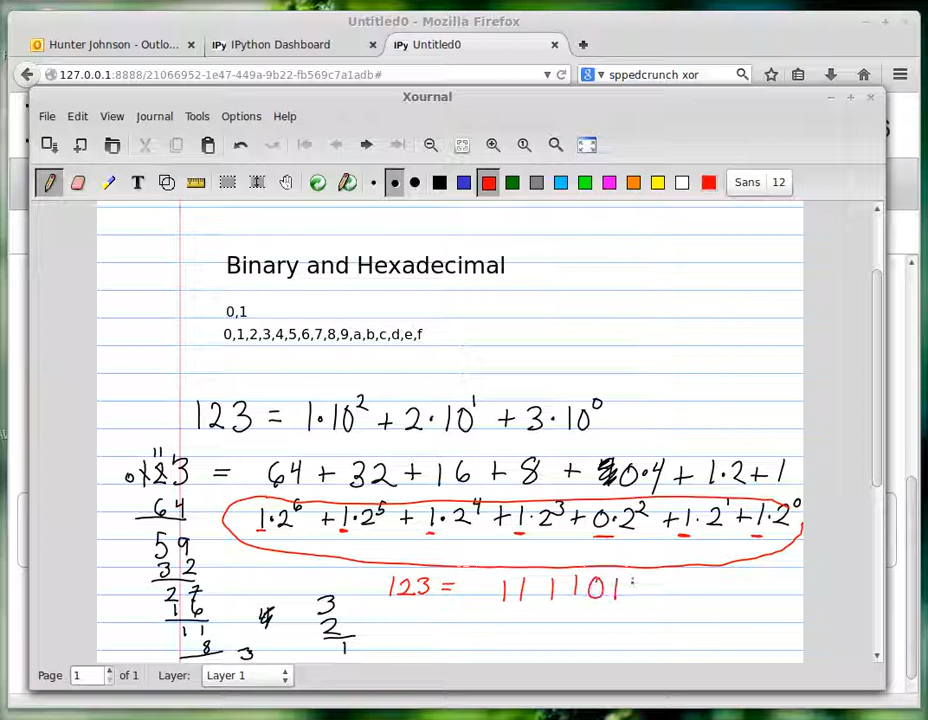 Untitled0 - Mozilla Firefox
Hunter Johnson - Outlo... IPython Dashboard Untitled0
127.0.0.1:8888/21066952-1e47-449a-9b22-fb569c7a1adb# sppedcrunch xor
Xournal
File Edit View Journal Tools Options Help
Sans 12
Binary and Hexadecimal
0,1
0,1,2,3,4,5,6,7,8,9,a,b,c,d,e,f
123 = 1·10² + 2·10¹ + 3·10⁰
123 = 64 + 32 + 16 + 8 + 0·4 + 1·2 + 1
64
1·2⁶ + 1·2⁵ + 1·2⁴ + 1·2³ + 0·2² + 1·2¹ + 1·2⁰
59
32
123 = 111101
27
16
11
8 3
3
2
1
Page 1 of 1 Layer: Layer 1